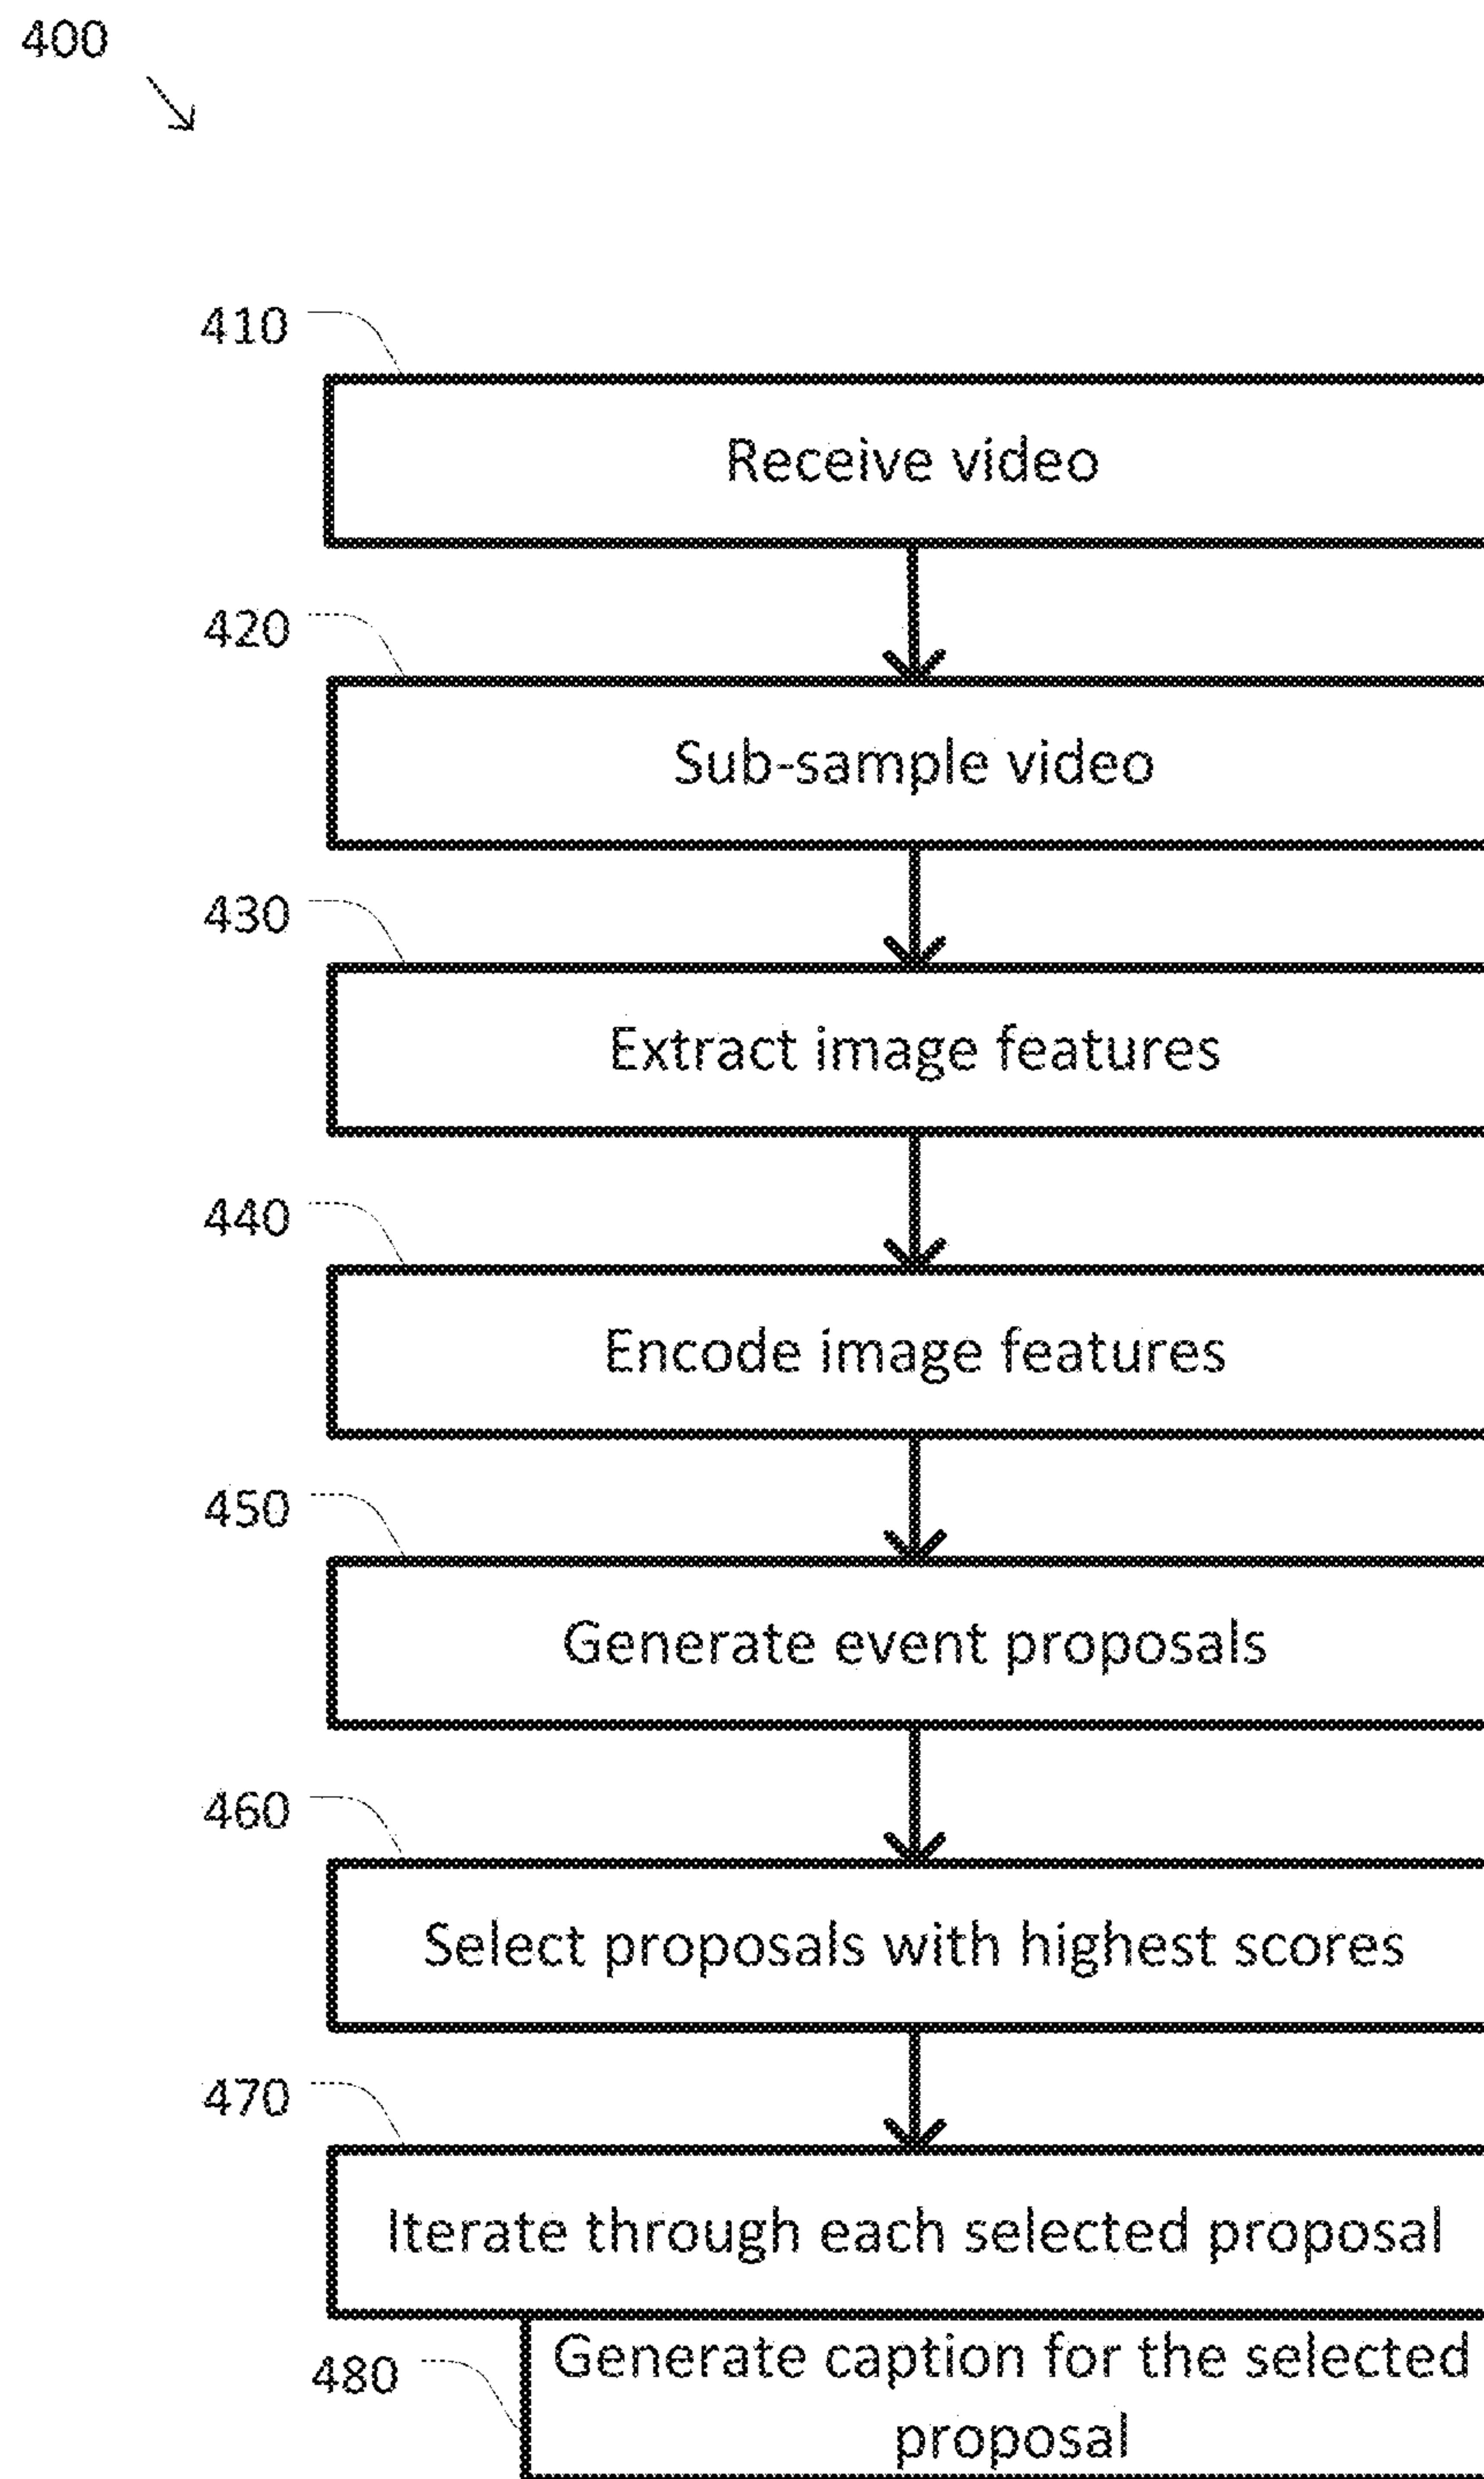 400
410
Receive video
420
Sub-sample video
430
Extract image features
440
Encode image features
450
Generate event proposals
460
Select proposals with highest scores
470
Iterate through each selected proposal
480
Generate caption for the selected
proposal